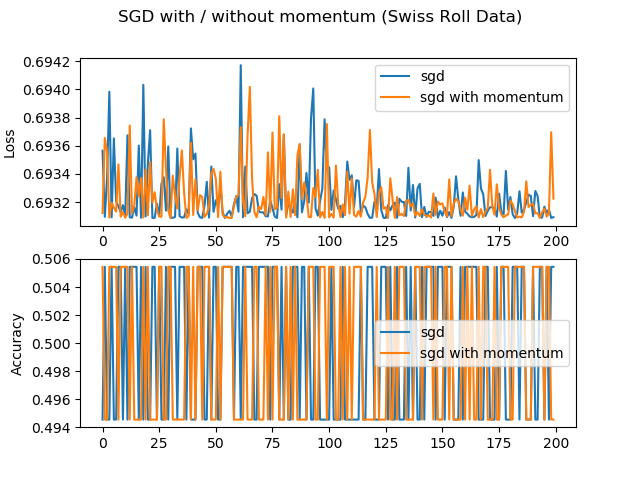 SGD with / without momentum (Swiss Roll Data)
0.6942
0.6940
0.6938
0.6936
0.6934
0.6932
Loss
sgd
sgd with momentum
0 25 50 75 100 125 150 175 200
0.506
0.504
0.502
0.500
0.498
0.496
0.494
Accuracy
sgd
sgd with momentum
0 25 50 75 100 125 150 175 200